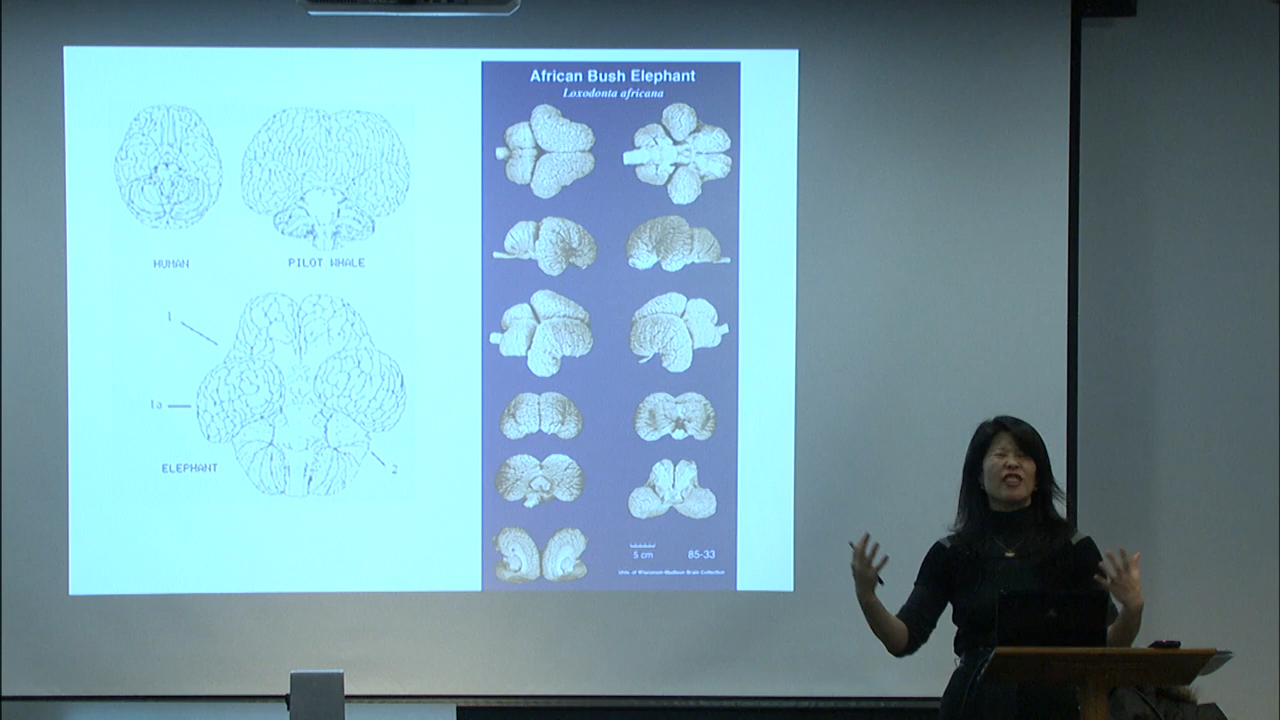 HUMAN
PILOT WHALE
1
1a
ELEPHANT
2
African Bush Elephant
Loxodonta africana
5 cm
85-33
Univ. of Wisconsin-Madison Brain Collection